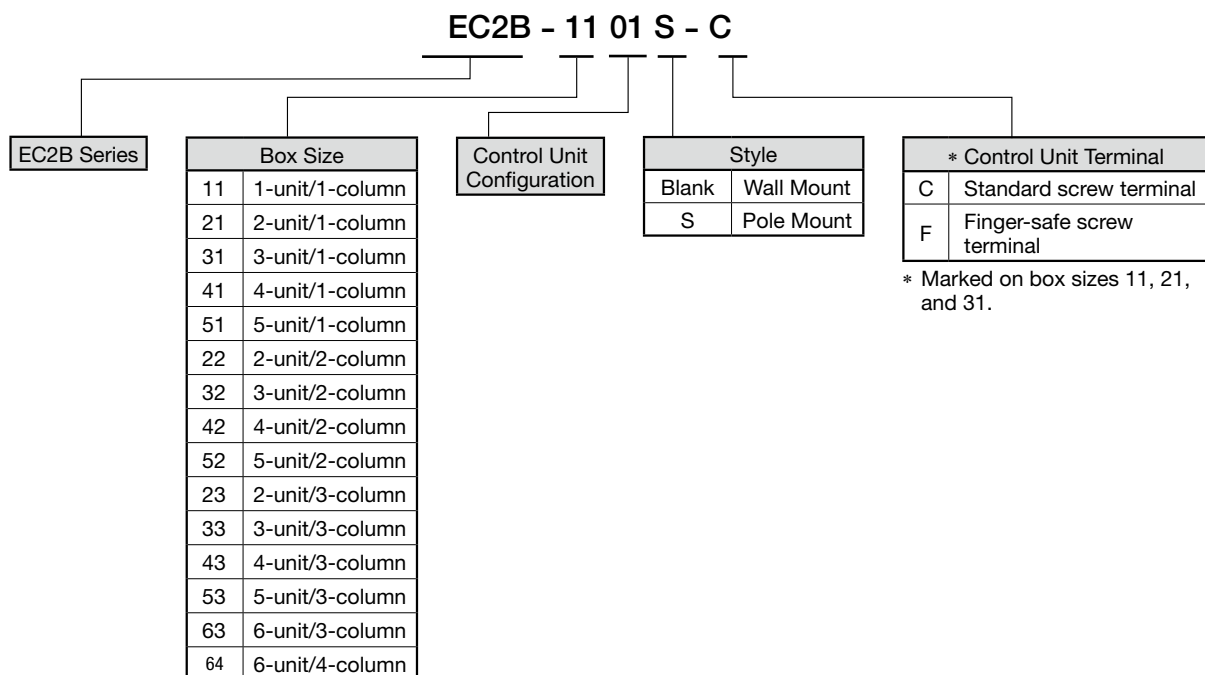 EC2B – 11 01 S – C
EC2B Series
Box Size
11 1-unit/1-column
21 2-unit/1-column
31 3-unit/1-column
41 4-unit/1-column
51 5-unit/1-column
22 2-unit/2-column
32 3-unit/2-column
42 4-unit/2-column
52 5-unit/2-column
23 2-unit/3-column
33 3-unit/3-column
43 4-unit/3-column
53 5-unit/3-column
63 6-unit/3-column
64 6-unit/4-column
Control Unit
Configuration
Style
Blank Wall Mount
S Pole Mount
* Control Unit Terminal
C Standard screw terminal
F Finger-safe screw
terminal
* Marked on box sizes 11, 21,
and 31.